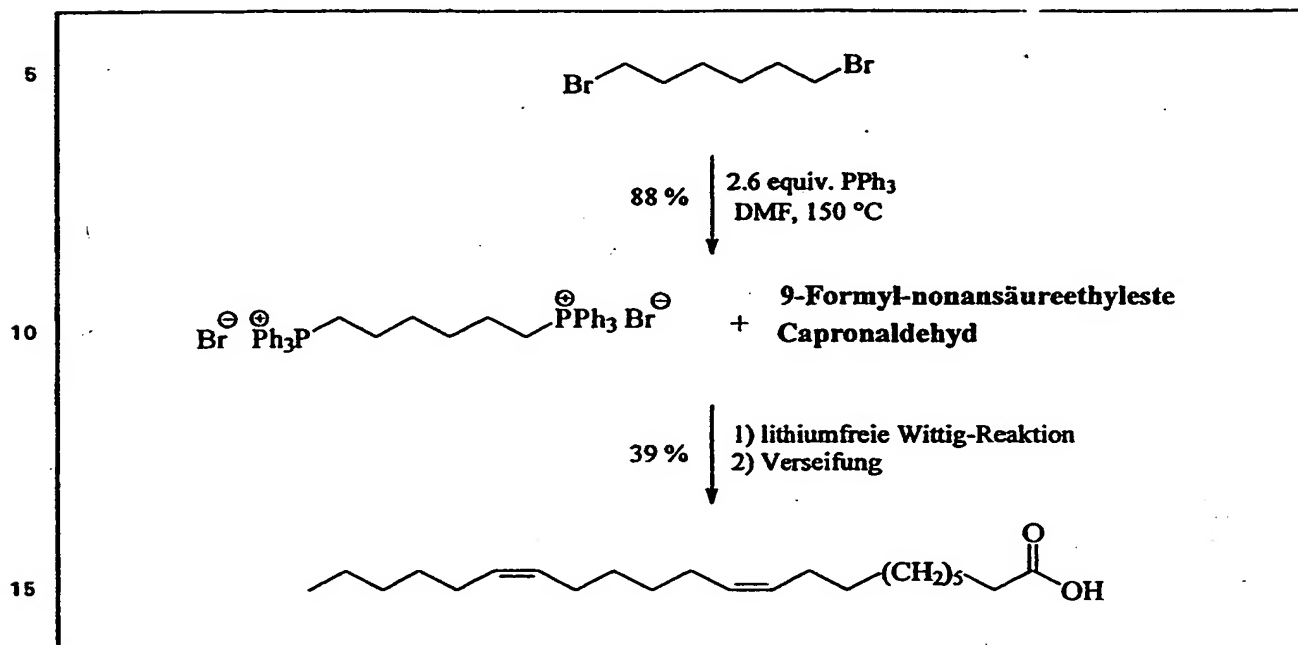 5
Br
Br
88 %
2.6 equiv. PPh₃
DMF, 150 °C
10
Br⊖ ⊕Ph₃P
⊕PPh₃ Br⊖
+
9-Formyl-nonansäureethyleste
Capronaldehyd
39 %
1) lithiumfreie Wittig-Reaktion
2) Verseifung
15
(CH₂)₅
O
OH